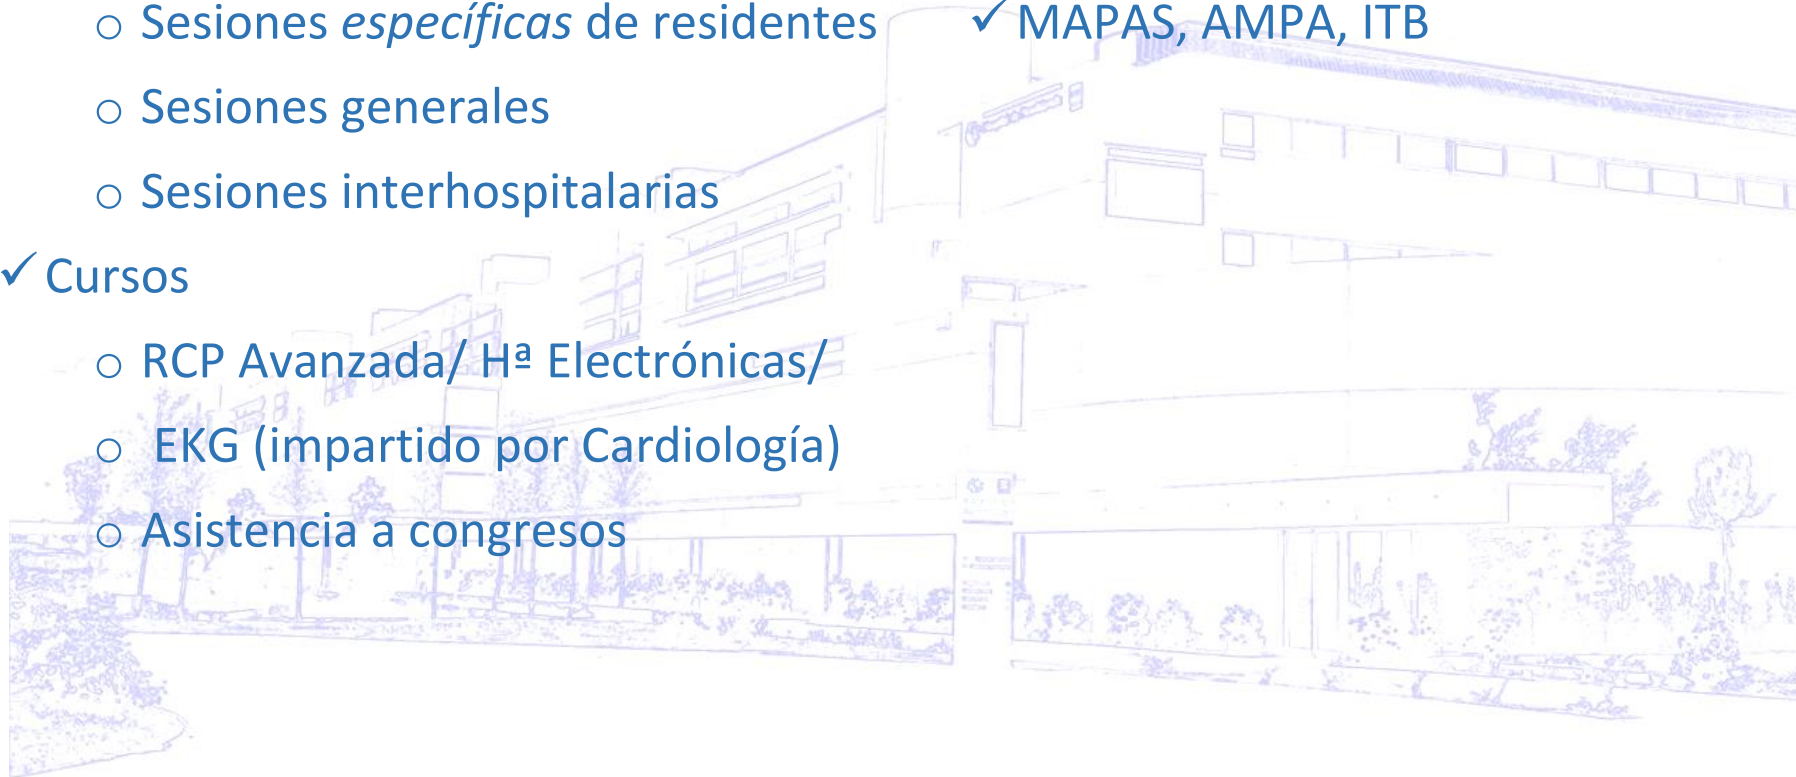 ○ Sesiones específicas de residentes
○ Sesiones generales
○ Sesiones interhospitalarias
✓ Cursos
○ RCP Avanzada/ Hª Electrónicas/
○ EKG (impartido por Cardiología)
○ Asistencia a congresos
✓ MAPAS, AMPA, ITB